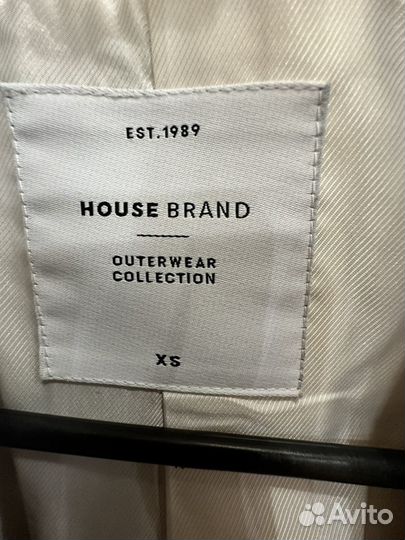 EST.1989
HOUSE BRAND
OUTERWEAR
COLLECTION
XS
Avito